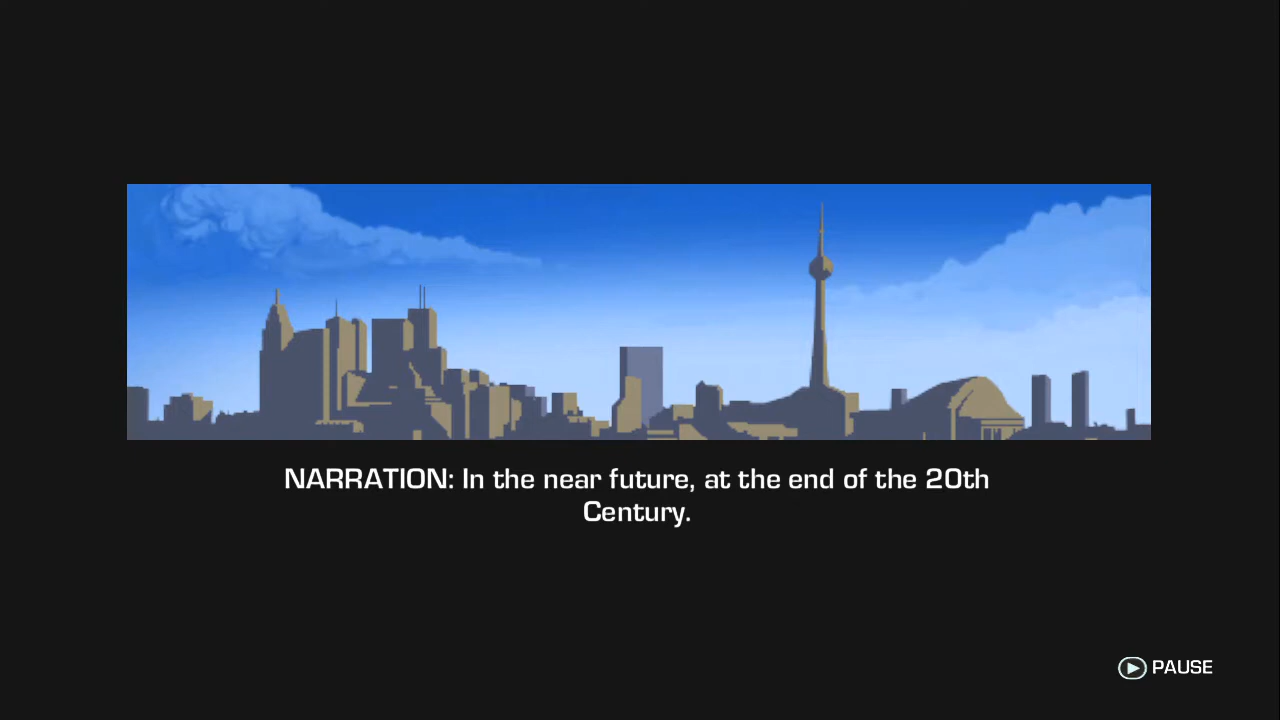 NARRATION: In the near future, at the end of the 20th
Century.
PAUSE